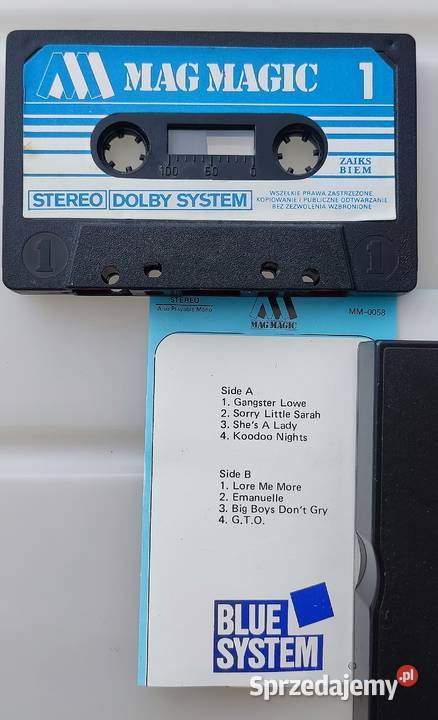 MAG MAGIC 1
ZAIKS
BIEM
100 50 0
STEREO DOLBY SYSTEM
WSZELKIE PRAWA ZASTRZEŻONE
KOPIOWANIE I PUBLICZNE ODTWARZANIE
BEZ ZEZWOLENIA WZBRONIONE
1 1
STEREO
Also Playable Mono
MAG MAGIC
MM-0058
Side A
1. Gangster Lowe
2. Sorry Little Sarah
3. She's A Lady
4. Koodoo Nights
Side B
1. Lore Me More
2. Emanuelle
3. Big Boys Don't Gry
4. G.T.O.
BLUE
SYSTEM
Sprzedajemy.pl